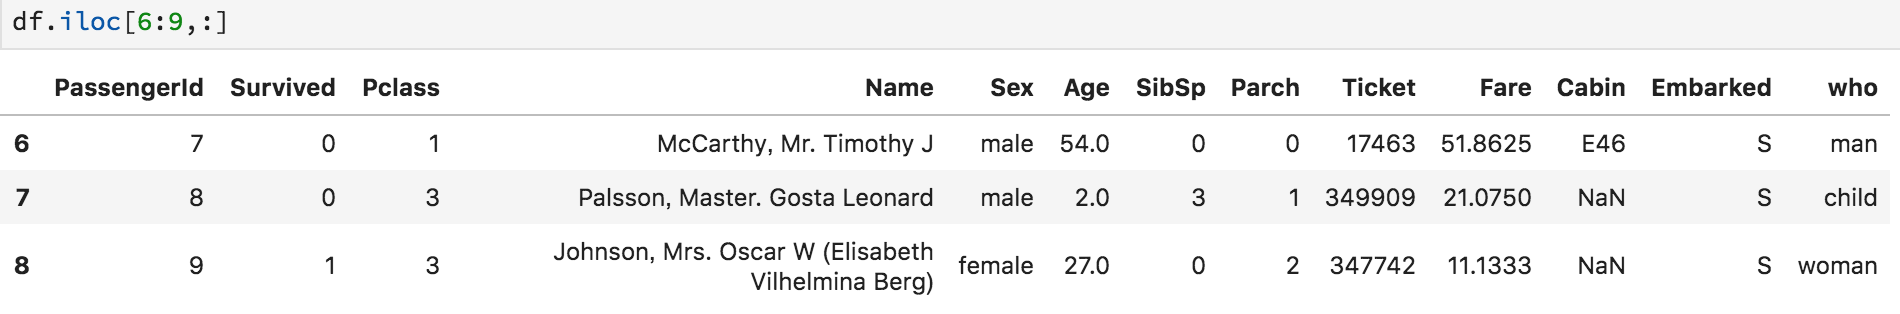 df.iloc[6:9,:]
PassengerId Survived Pclass Name Sex Age SibSp Parch Ticket Fare Cabin Embarked who
6 7 0 1 McCarthy, Mr. Timothy J male 54.0 0 0 17463 51.8625 E46 S man
7 8 0 3 Palsson, Master. Gosta Leonard male 2.0 3 1 349909 21.0750 NaN S child
8 9 1 3 Johnson, Mrs. Oscar W (Elisabeth
Vilhelmina Berg) female 27.0 0 2 347742 11.1333 NaN S woman